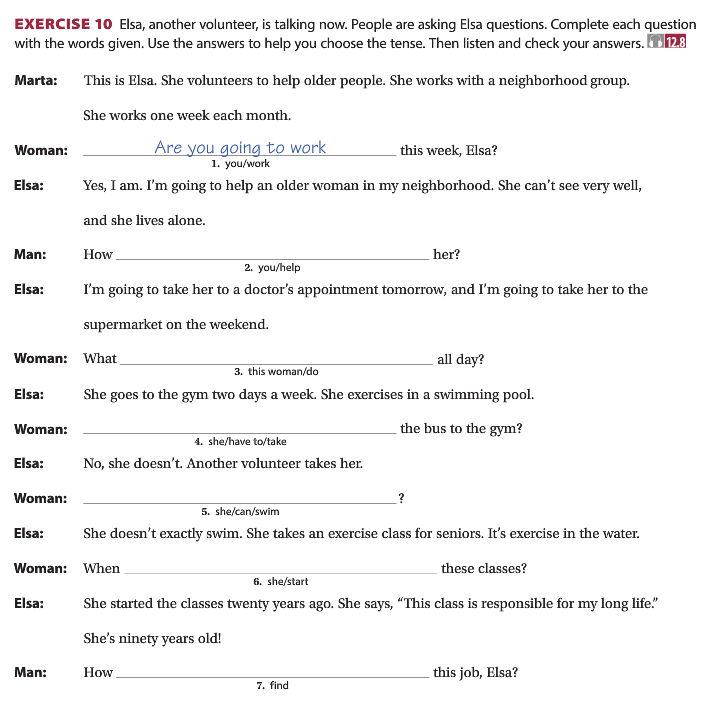 EXERCISE 10 Elsa, another volunteer, is talking now. People are asking Elsa questions. Complete each question
with the words given. Use the answers to help you choose the tense. Then listen and check your answers. 12.8
Marta: This is Elsa. She volunteers to help older people. She works with a neighborhood group.
She works one week each month.
Woman: Are you going to work this week, Elsa?
1. you/work
Elsa: Yes, I am. I'm going to help an older woman in my neighborhood. She can't see very well,
and she lives alone.
Man: How ____ her?
2. you/help
Elsa: I'm going to take her to a doctor's appointment tomorrow, and I'm going to take her to the
supermarket on the weekend.
Woman: What ____ all day?
3. this woman/do
Elsa: She goes to the gym two days a week. She exercises in a swimming pool.
Woman: ____ the bus to the gym?
4. she/have to/take
Elsa: No, she doesn't. Another volunteer takes her.
Woman: ____?
5. she/can/swim
Elsa: She doesn't exactly swim. She takes an exercise class for seniors. It's exercise in the water.
Woman: When ____ these classes?
6. she/start
Elsa: She started the classes twenty years ago. She says, "This class is responsible for my long life."
She's ninety years old!
Man: How ____ this job, Elsa?
7. find